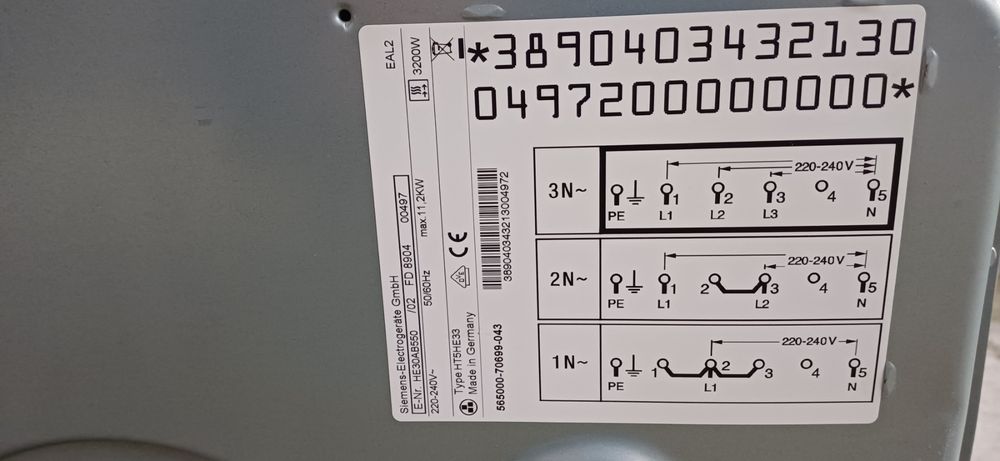 *3890403432130
0497200000000*
EAL2
3200W
Siemens-Electrogeräte GmbH
E-Nr. HE30AB550 /02 FD 8904 00497
220-240V~ 50/60Hz max.11,2KW
Type HT5HE33
Made in Germany
CE
565000-70699-043
389040343213004972
3N~
220-240V
1 2 3 4 5
PE L1 L2 L3 N
2N~
220-240V
1 2 3 4 5
PE L1 L2 N
1N~
220-240V
1 2 3 4 5
PE L1 N